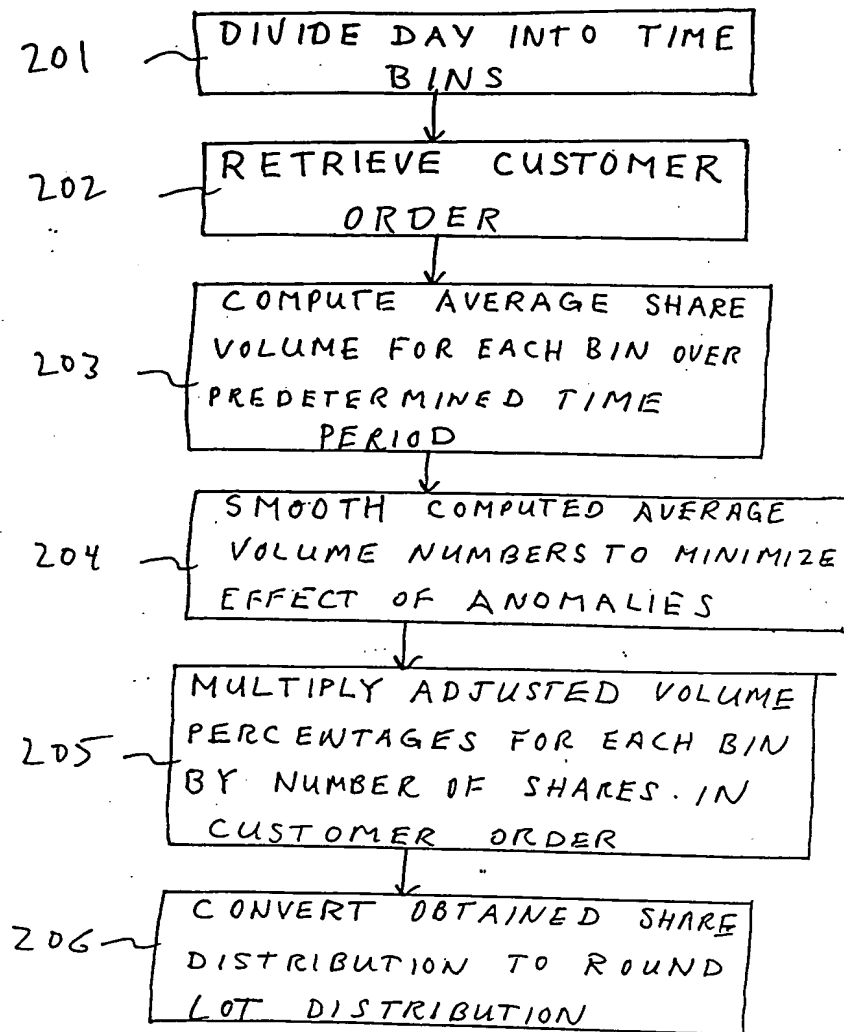 201
DIVIDE DAY INTO TIME
BINS
202
RETRIEVE CUSTOMER
ORDER
203
COMPUTE AVERAGE SHARE
VOLUME FOR EACH BIN OVER
PREDETERMINED TIME
PERIOD
204
SMOOTH COMPUTED AVERAGE
VOLUME NUMBERS TO MINIMIZE
EFFECT OF ANOMALIES
205
MULTIPLY ADJUSTED VOLUME
PERCENTAGES FOR EACH BIN
BY NUMBER OF SHARES IN
CUSTOMER ORDER
206
CONVERT OBTAINED SHARE
DISTRIBUTION TO ROUND
LOT DISTRIBUTION